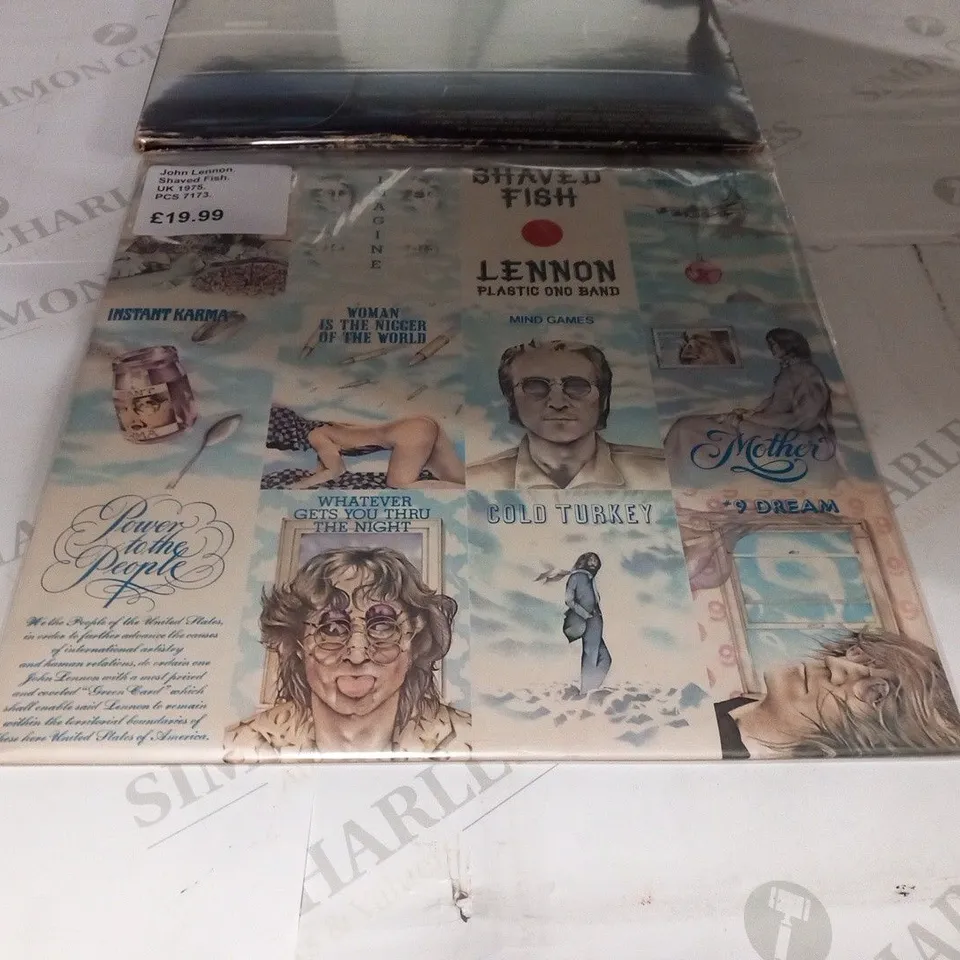 John Lennon.
Shaved Fish.
UK 1975.
PCS 7173.
£19.99
IMAGINE
SHAVED
FISH
LENNON
PLASTIC ONO BAND
INSTANT KARMA
WOMAN
IS THE NIGGER
OF THE WORLD
MIND GAMES
Mother
Power
to the
People
We the People of the United States,
in order to further advance the causes
of international artistry
and human relations, do ordain one
John Lennon with a most prized
and coveted "Green Card" which
shall enable said Lennon to remain
within the territorial boundaries of
these here United States of America.
WHATEVER
GETS YOU THRU
THE NIGHT
COLD TURKEY
#9 DREAM
SIMON CHARLES